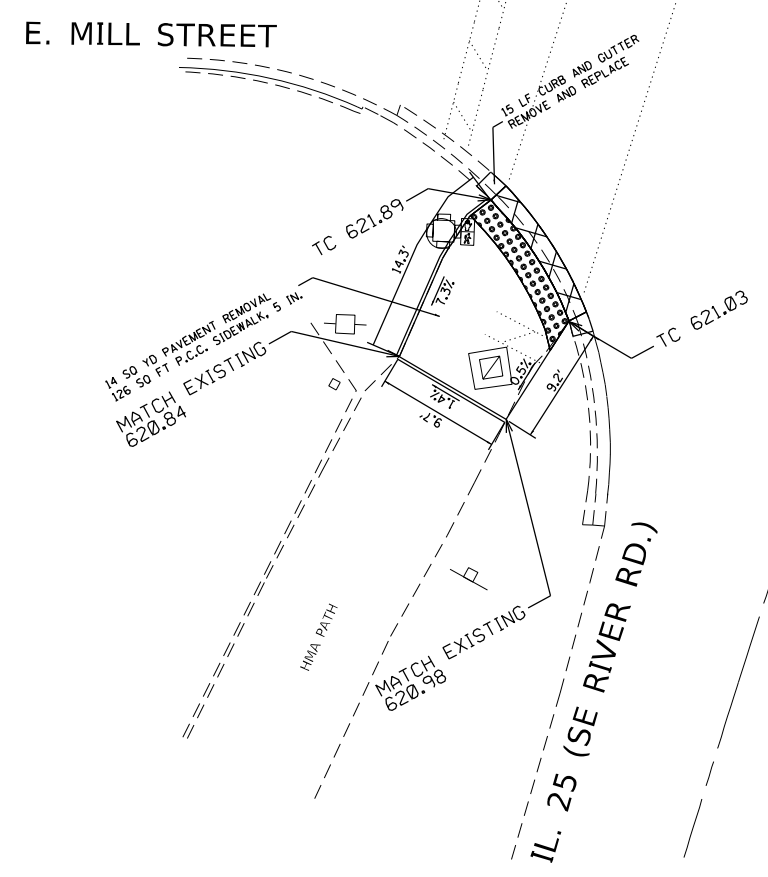 E. MILL STREET
15 LF CURB AND GUTTER
REMOVE AND REPLACE
TC 621.89
14.3'
7.3%
14 SQ YD PAVEMENT REMOVAL
126 SQ FT P.C.C. SIDEWALK, 5 IN.
MATCH EXISTING
620.84
TC 621.03
0.5%
9.2'
1.4%
9.7'
HMA PATH
MATCH EXISTING
620.98
IL. 25 (SE RIVER RD.)